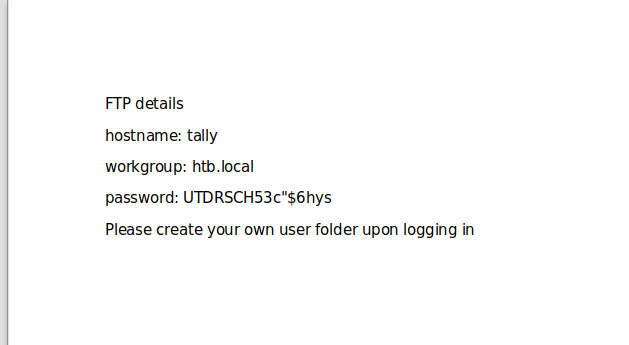 FTP details
hostname: tally
workgroup: htb.local
password: UTDRSCH53c"$6hys
Please create your own user folder upon logging in